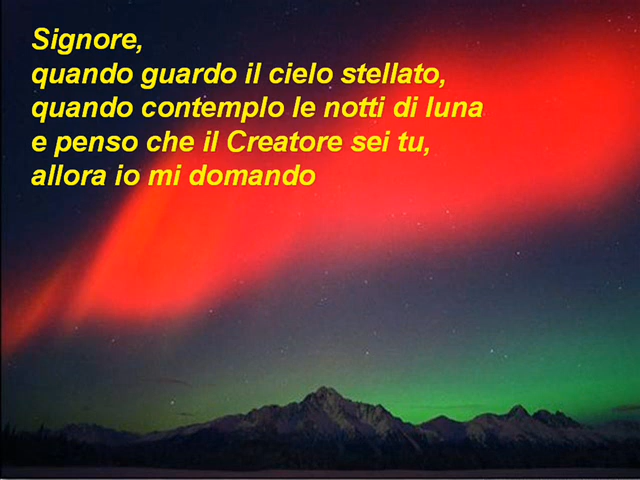 Signore,
quando guardo il cielo stellato,
quando contemplo le notti di luna
e penso che il Creatore sei tu,
allora io mi domando